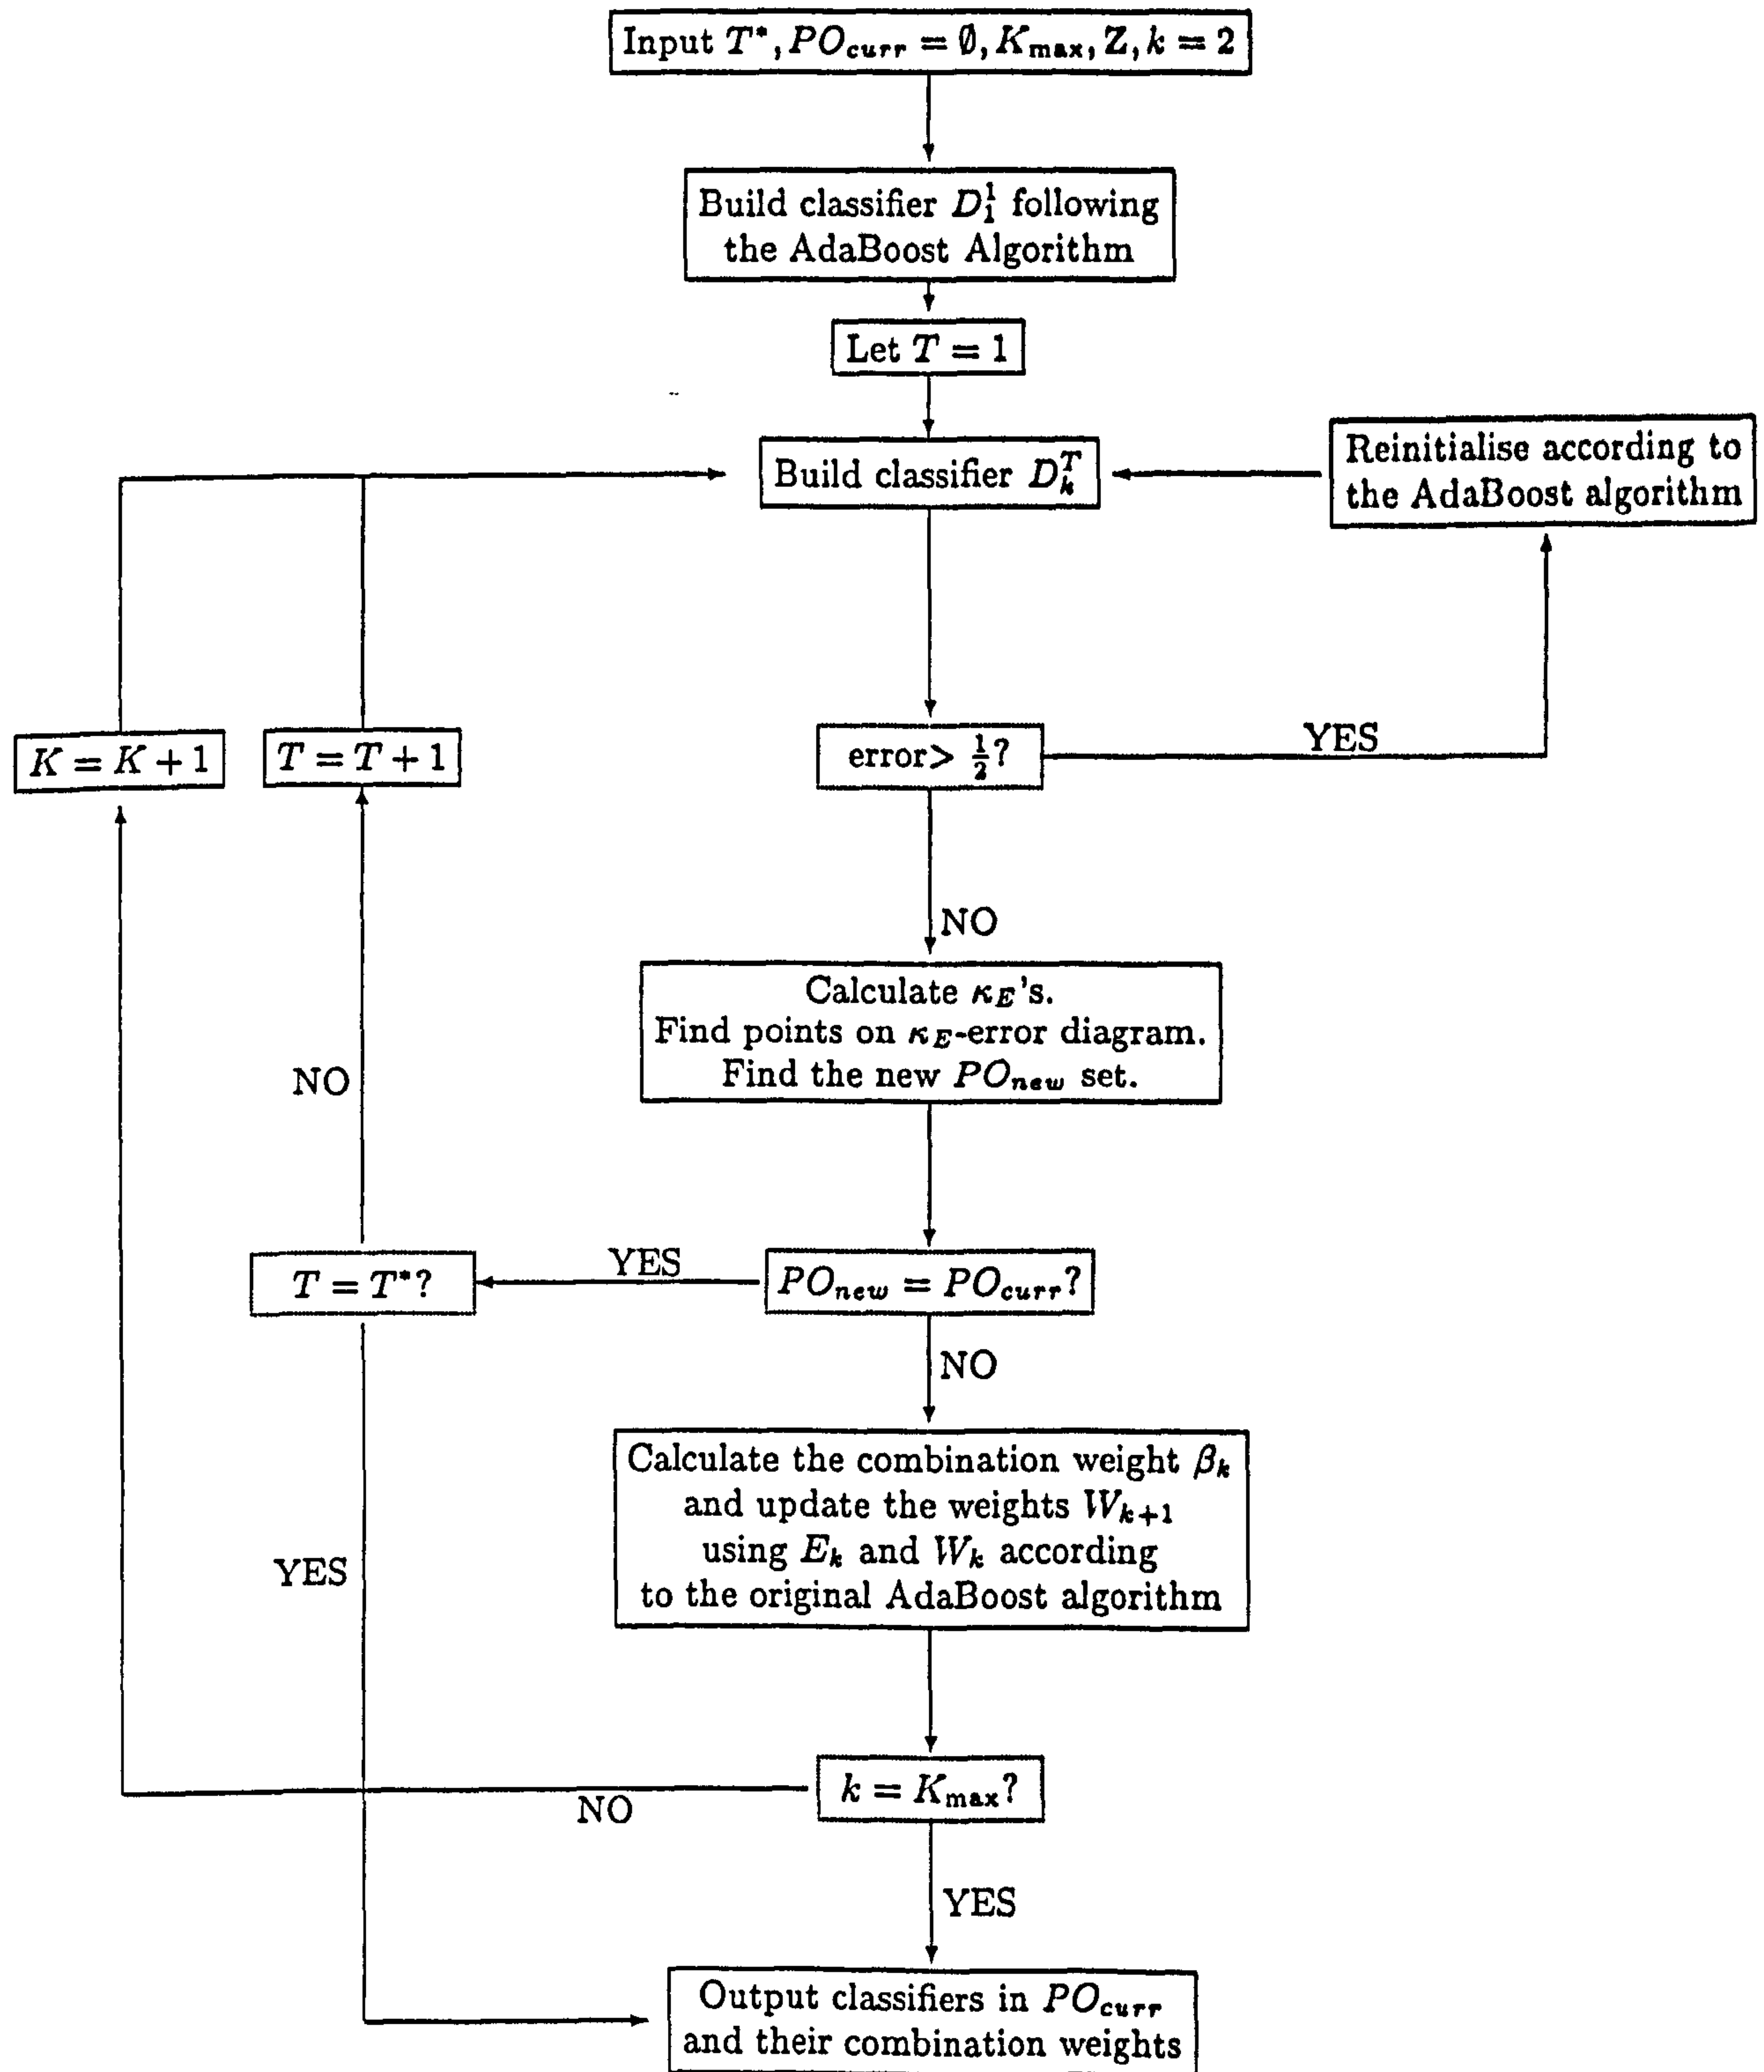 Input T*, PO_curr = ∅, K_max, Z, k = 2
Build classifier D_1^1 following
the AdaBoost Algorithm
Let T = 1
Build classifier D_k^T
Reinitialise according to
the AdaBoost algorithm
K = K + 1
T = T + 1
error> 1/2?
YES
NO
Calculate κ_E's.
Find points on κ_E-error diagram.
Find the new PO_new set.
NO
T = T*?
YES
PO_new = PO_curr?
NO
Calculate the combination weight β_k
and update the weights W_{k+1}
using E_k and W_k according
to the original AdaBoost algorithm
YES
k = K_max?
NO
YES
Output classifiers in PO_curr
and their combination weights